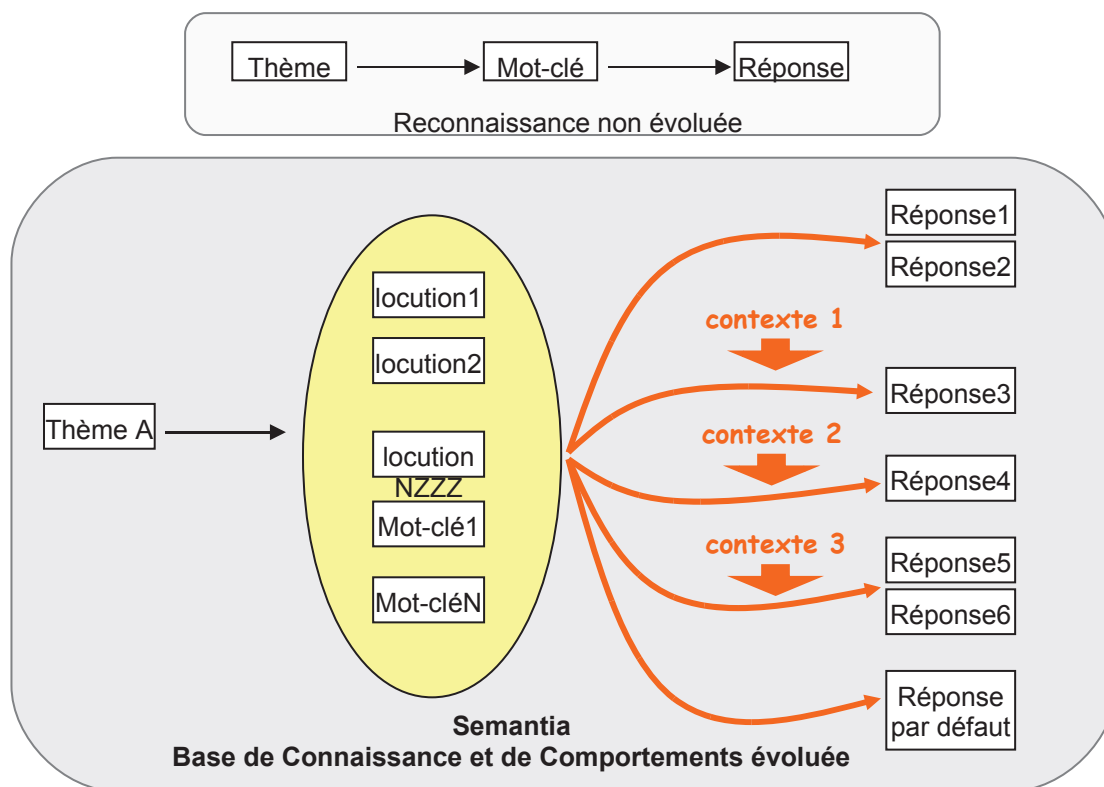 Thème
Mot-clé
Réponse
Reconnaissance non évoluée
Réponse1
Réponse2
locution1
contexte 1
locution2
Réponse3
Thème A
contexte 2
locution
NZZZ
Réponse4
Mot-clé1
contexte 3
Réponse5
Mot-cléN
Réponse6
Réponse
par défaut
Semantia
Base de Connaissance et de Comportements évoluée